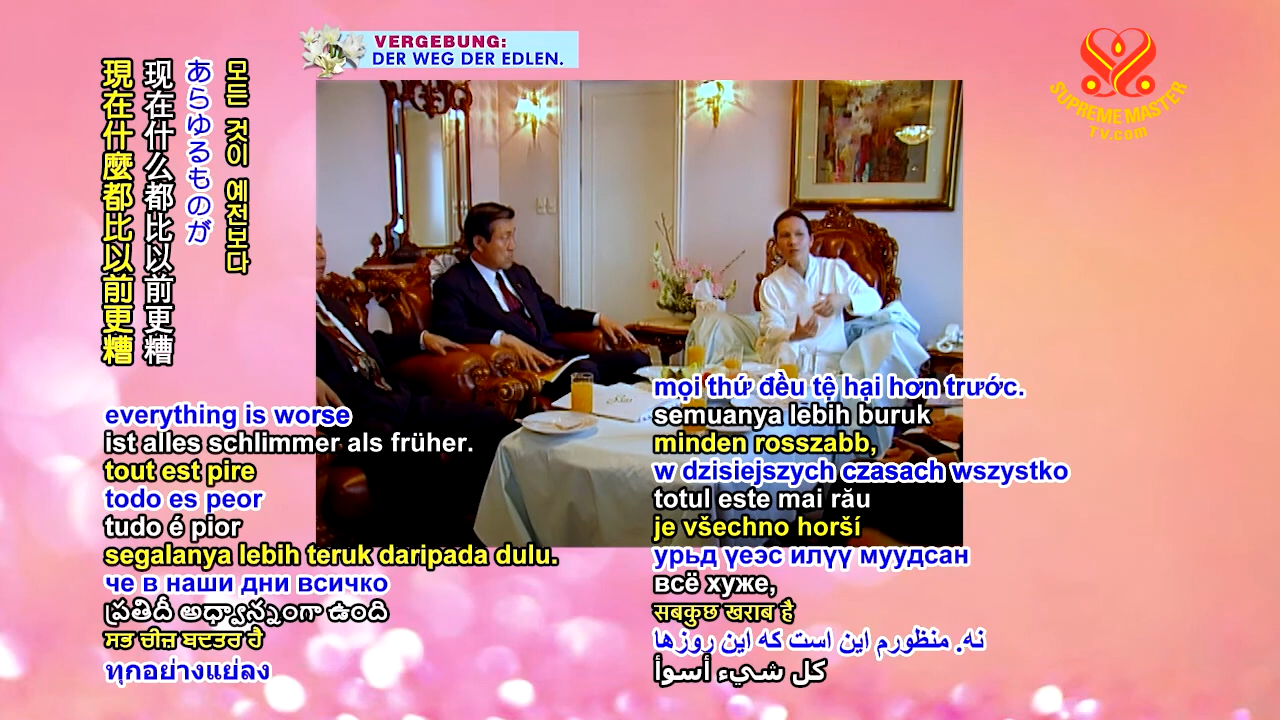 VERGEBUNG:
DER WEG DER EDLEN.
SUPREME MASTER
TV.com
現在什麼都比以前更糟
现在什么都比以前更糟
あらゆるものが
모든 것이 예전보다
everything is worse
ist alles schlimmer als früher.
tout est pire
todo es peor
tudo é pior
segalanya lebih teruk daripada dulu.
че в наши дни всичко
ప్రతిదీ అధ్వాన్నంగా ఉంది
ਸਭ ਚੀਜ਼ ਬਦਤਰ ਹੈ
ทุกอย่างแย่ลง
mọi thứ đều tệ hại hơn trước.
semuanya lebih buruk
minden rosszabb,
w dzisiejszych czasach wszystko
totul este mai rău
je všechno horší
урьд үеэс илүү муудсан
всё хуже,
सबकुछ खराब है
نه. منظورم این است که این روزها
كل شيء أسوأ